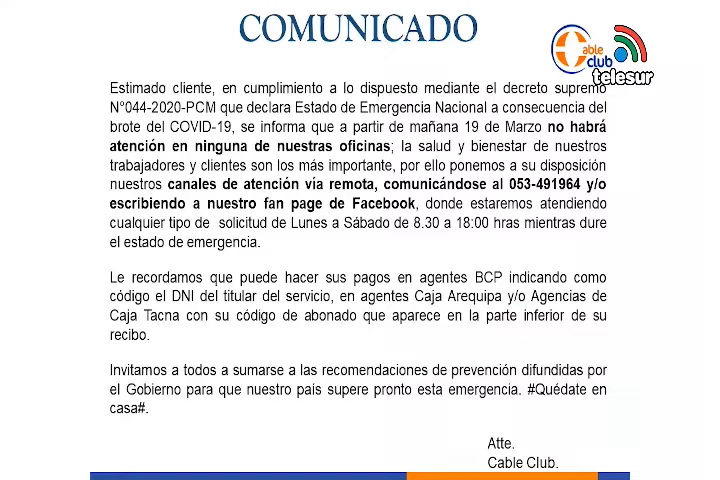 COMUNICADO
Cable
club
telesur
Estimado cliente, en cumplimiento a lo dispuesto mediante el decreto supremo
N°044-2020-PCM que declara Estado de Emergencia Nacional a consecuencia del
brote del COVID-19, se informa que a partir de mañana 19 de Marzo no habrá
atención en ninguna de nuestras oficinas; la salud y bienestar de nuestros
trabajadores y clientes son los más importante, por ello ponemos a su disposición
nuestros canales de atención vía remota, comunicándose al 053-491964 y/o
escribiendo a nuestro fan page de Facebook, donde estaremos atendiendo
cualquier tipo de solicitud de Lunes a Sábado de 8.30 a 18:00 hras mientras dure
el estado de emergencia.
Le recordamos que puede hacer sus pagos en agentes BCP indicando como
código el DNI del titular del servicio, en agentes Caja Arequipa y/o Agencias de
Caja Tacna con su código de abonado que aparece en la parte inferior de su
recibo.
Invitamos a todos a sumarse a las recomendaciones de prevención difundidas por
el Gobierno para que nuestro país supere pronto esta emergencia. #Quédate en
casa#.
Atte.
Cable Club.